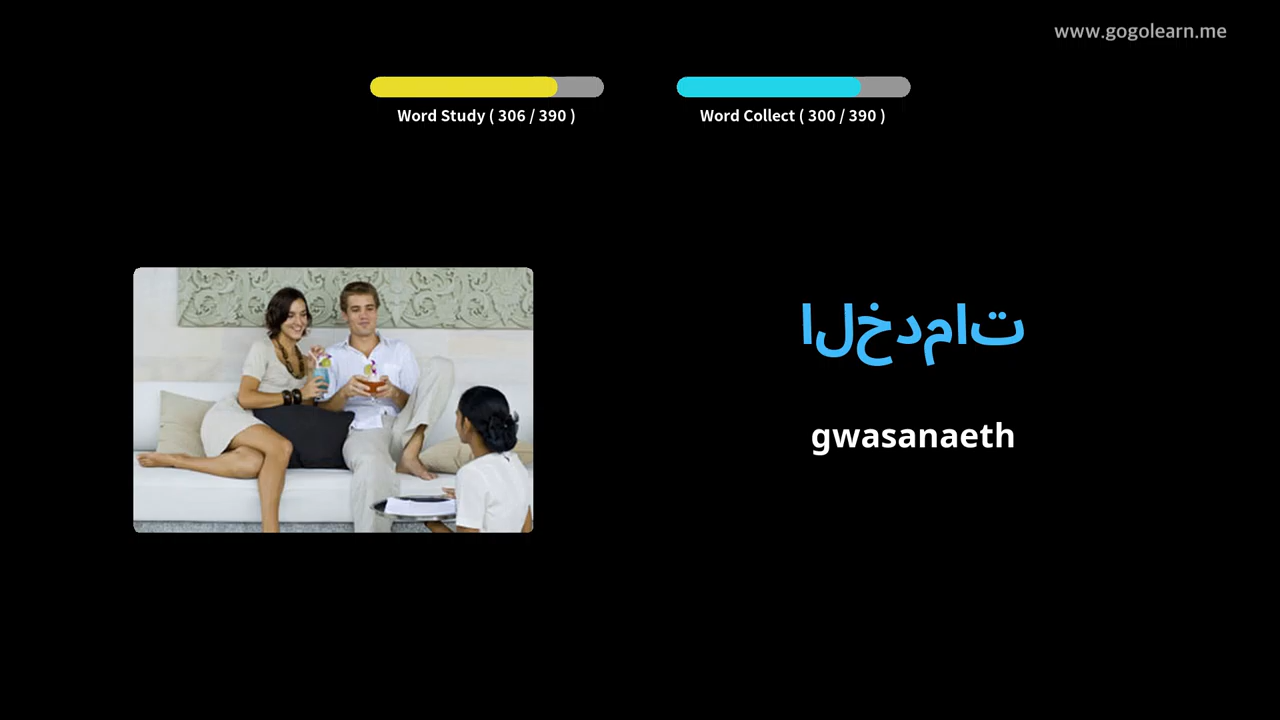 www.gogolearn.me
Word Study ( 306 / 390 )
Word Collect ( 300 / 390 )
الخدمات
gwasanaeth